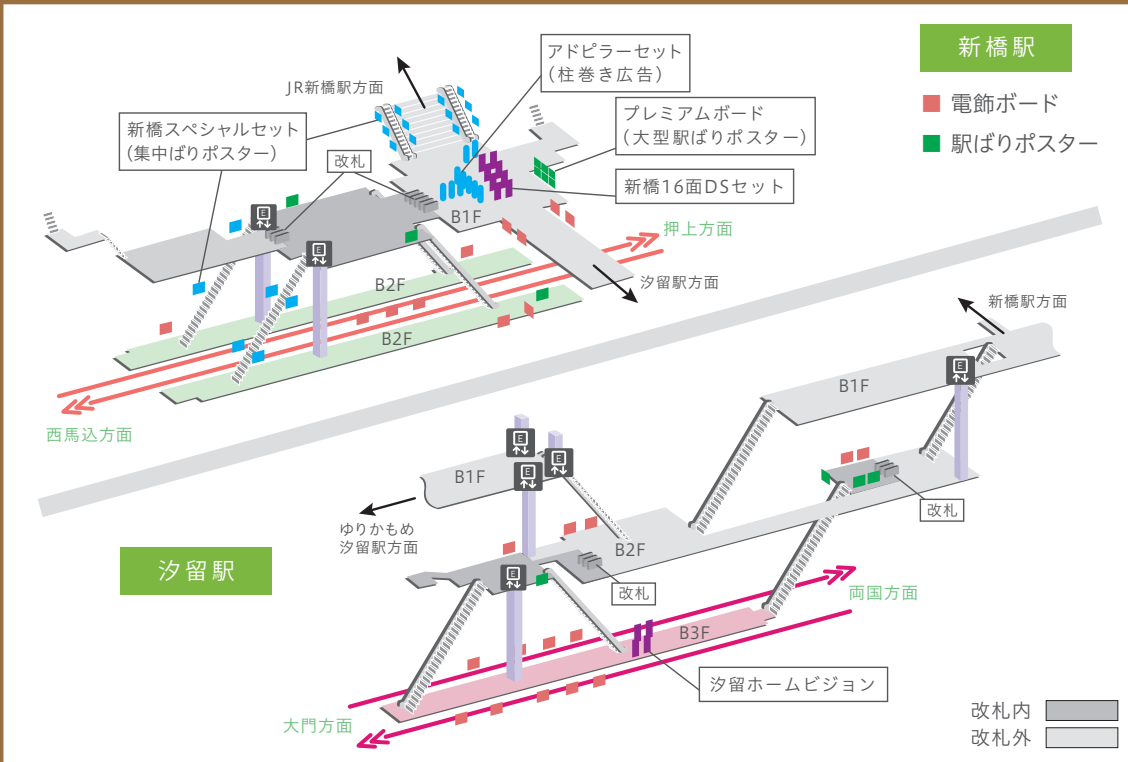 新橋駅
電飾ボード
駅ばりポスター
アドピラーセット
(柱巻き広告)
プレミアムボード
(大型駅ばりポスター)
新橋16面DSセット
JR新橋駅方面
新橋スペシャルセット
(集中ばりポスター)
改札
E
E
B1F
押上方面
汐留駅方面
B2F
B2F
西馬込方面
新橋駅方面
B1F
E
E
E
E
B1F
ゆりかもめ
汐留駅方面
改札
B2F
汐留駅
E
改札
両国方面
B3F
汐留ホームビジョン
大門方面
改札内
改札外